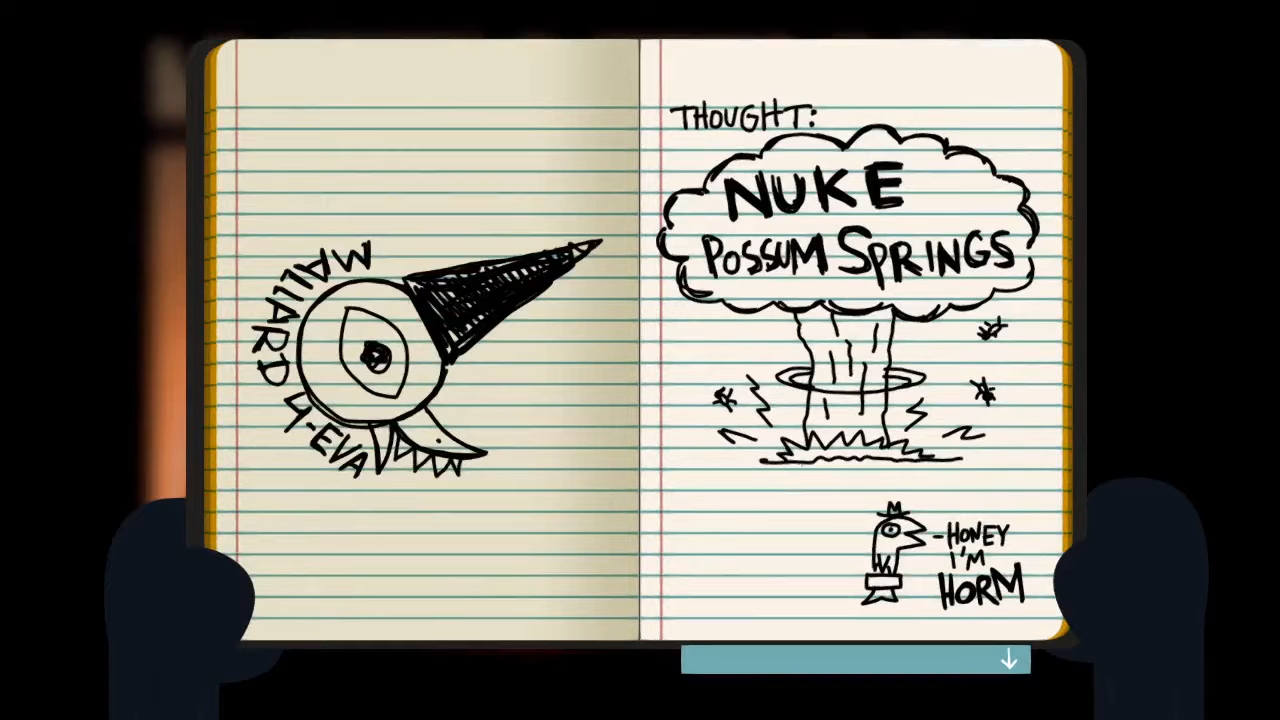 MALLARD
4-EVA
THOUGHT:
NUKE
POSSUM SPRINGS
-HONEY
I'M
HORM